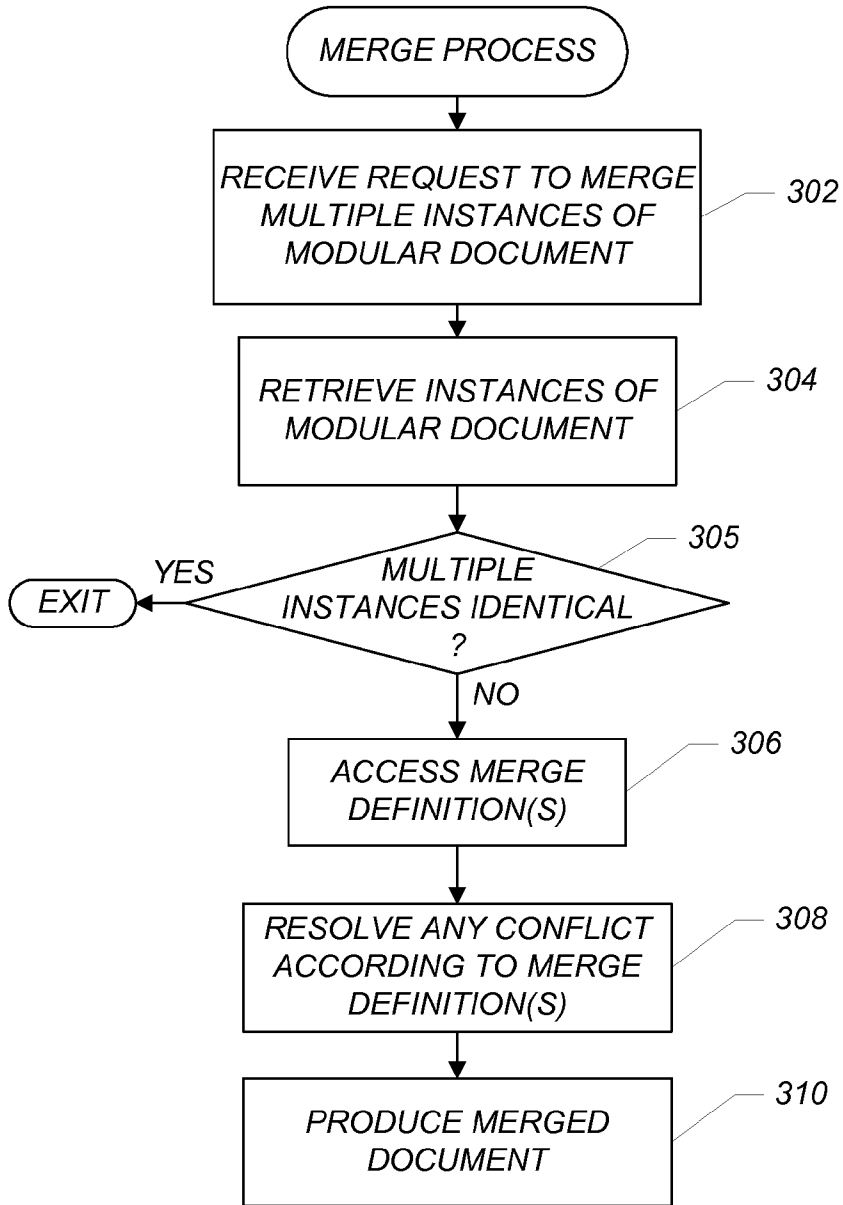 MERGE PROCESS
RECEIVE REQUEST TO MERGE
MULTIPLE INSTANCES OF
MODULAR DOCUMENT
302
RETRIEVE INSTANCES OF
MODULAR DOCUMENT
304
305
MULTIPLE
INSTANCES IDENTICAL
?
YES
EXIT
NO
306
ACCESS MERGE
DEFINITION(S)
308
RESOLVE ANY CONFLICT
ACCORDING TO MERGE
DEFINITION(S)
310
PRODUCE MERGED
DOCUMENT